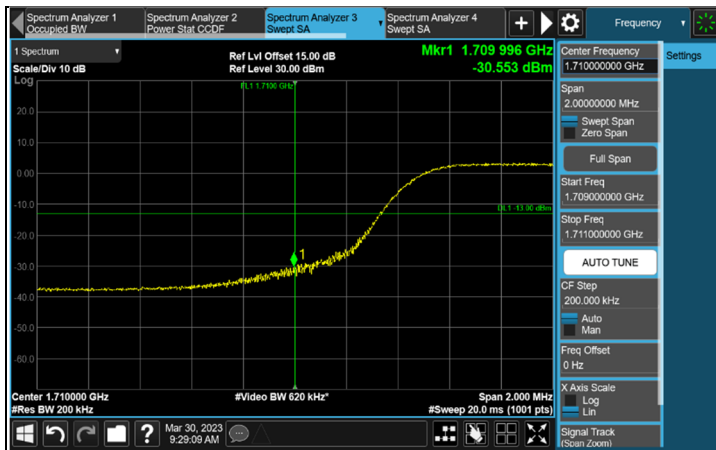 Spectrum Analyzer 1
Occupied BW
Spectrum Analyzer 2
Power Stat CCDF
Spectrum Analyzer 3
Swept SA
Spectrum Analyzer 4
Swept SA
Frequency
1 Spectrum
Scale/Div 10 dB
Log
Ref Lvl Offset 15.00 dB
Ref Level 30.00 dBm
Mkr1 1.709 996 GHz
-30.553 dBm
FL1 1.7100 GHz
20.0
10.0
0.00
-10.0
-20.0
-30.0
-40.0
-50.0
-60.0
DL1 -13.00 dBm
1
Center 1.710000 GHz
#Res BW 200 kHz
#Video BW 620 kHz*
Span 2.000 MHz
#Sweep 20.0 ms (1001 pts)
Mar 30, 2023
9:29:09 AM
Center Frequency
1.710000000 GHz
Span
2.00000000 MHz
Swept Span
Zero Span
Full Span
Start Freq
1.709000000 GHz
Stop Freq
1.711000000 GHz
AUTO TUNE
CF Step
200.000 kHz
Auto
Man
Freq Offset
0 Hz
X Axis Scale
Log
Lin
Signal Track
(Span Zoom)
Settings